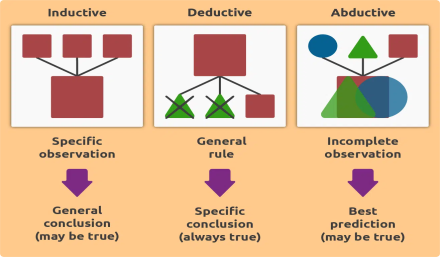 Inductive
Deductive
Abductive
Specific
observation
General
rule
Incomplete
observation
General
conclusion
(may be true)
Specific
conclusion
(always true)
Best
prediction
(may be true)